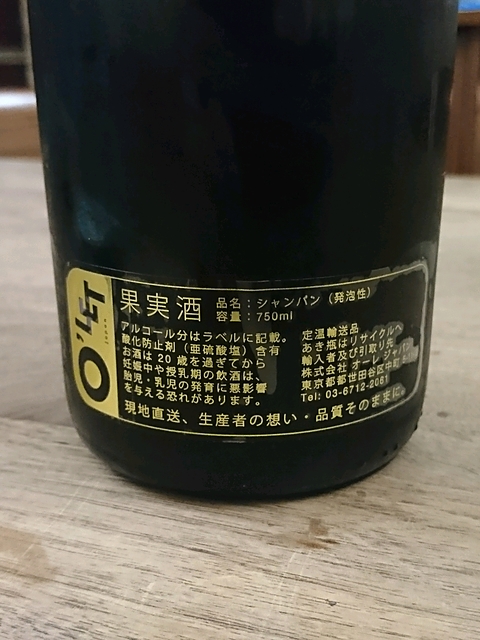 果実酒
品名：シャンパン（発泡性）
容量：750ml
アルコール分はラベルに記載。
酸化防止剤（亜硫酸塩）含有
お酒は20歳を過ぎてから
妊娠中や授乳期の飲酒は、
胎児・乳児の発育に悪影響
を与える恐れがあります。
定温輸送品
あき瓶はリサイクルへ
輸入者及び引取り先
株式会社 オーレ ジャパン
東京都都世田谷区中町
Tel: 03-6712-2061
現地直送、生産者の想い・品質そのままに。